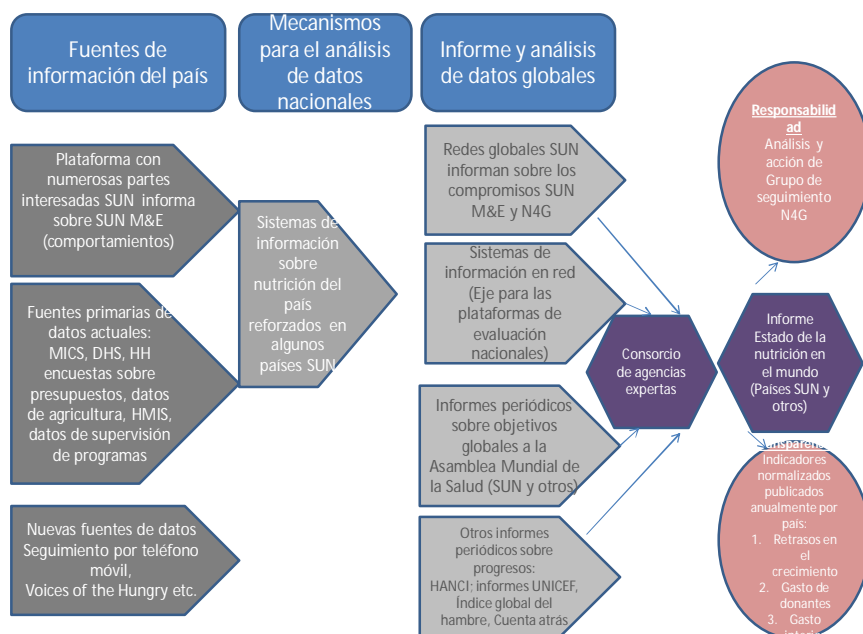 Fuentes de
información del país
Mecanismos
para el análisis
de datos
nacionales
Informe y análisis
de datos globales
Plataforma con
numerosas partes
interesadas SUN informa
sobre SUN M&E
(comportamientos)
Fuentes primarias de
datos actuales:
MICS, DHS, HH
encuestas sobre
presupuestos, datos
de agricultura, HMIS,
datos de supervisión
de programas
Nuevas fuentes de datos
Seguimiento por teléfono
móvil,
Voices of the Hungry etc.
Sistemas de
información
sobre
nutrición del
país
reforzados en
algunos
países SUN
Redes globales SUN
informan sobre los
compromisos SUN
M&E y N4G
Sistemas de
información en red
(Eje para las
plataformas de
evaluación
nacionales)
Informes periódicos
sobre objetivos
globales a la
Asamblea Mundial de
la Salud (SUN y otros)
Otros informes
periódicos sobre
progresos:
HANCI; informes UNICEF,
Índice global del
hambre, Cuenta atrás
Consorcio
de agencias
expertas
Informe
Estado de la
nutrición en
el mundo
(Países SUN y
otros)
Responsabilid
ad
Análisis y
acción de
Grupo de
seguimiento
N4G
Indicadores
normalizados
publicados
anualmente por
país:
1. Retrasos en
el
crecimiento
2. Gasto de
donantes
3. Gasto